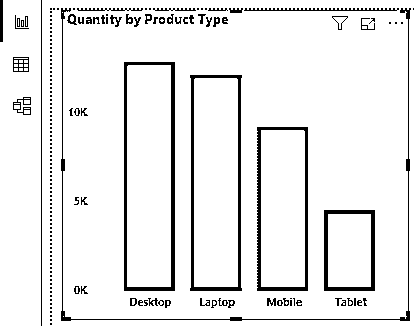 Quantity by Product Type
10K
5K
0K
Desktop Laptop Mobile Tablet